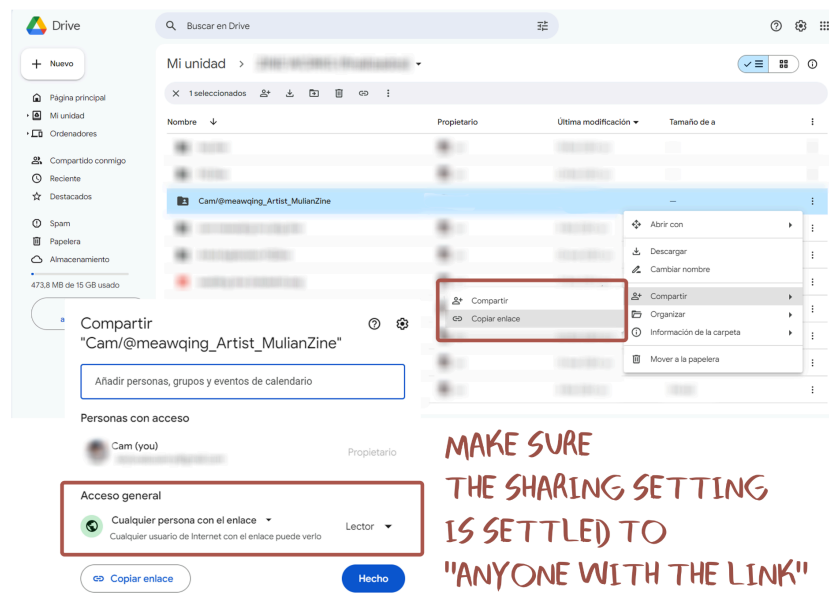 Drive
Buscar en Drive
Nuevo
Mi unidad >
1 seleccionados
Página principal
Mi unidad
Ordenadores
Compartido conmigo
Reciente
Destacados
Spam
Papelera
Almacenamiento
473,8 MB de 15 GB usado
Nombre Propietario Última modificación Tamaño de a
Cam/@meawqing_Artist_MulianZine —
Abrir con
Descargar
Cambiar nombre
Compartir
Organizar
Información de la carpeta
Mover a la papelera
Compartir
Copiar enlace
Compartir
"Cam/@meawqing_Artist_MulianZine"
Añadir personas, grupos y eventos de calendario
Personas con acceso
Cam (you)
Propietario
Acceso general
Cualquier persona con el enlace
Cualquier usuario de Internet con el enlace puede verlo
Lector
Copiar enlace
Hecho
MAKE SURE
THE SHARING SETTING
IS SETTLED TO
"ANYONE WITH THE LINK"